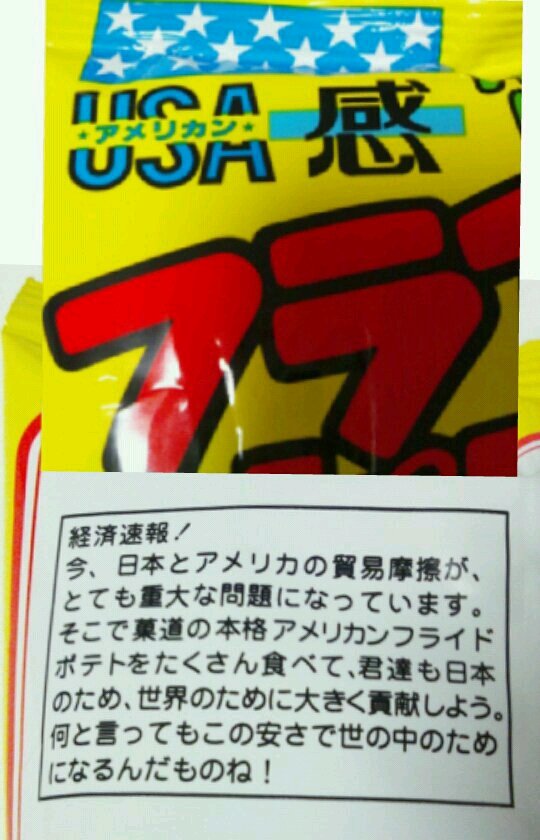 USA
★アメリカン★
感
フラ
経済速報！
今、日本とアメリカの貿易摩擦が、
とても重大な問題になっています。
そこで菓道の本格アメリカンフライド
ポテトをたくさん食べて、君達も日本
のため、世界のために大きく貢献しよう。
何と言ってもこの安さで世の中のため
になるんだものね！